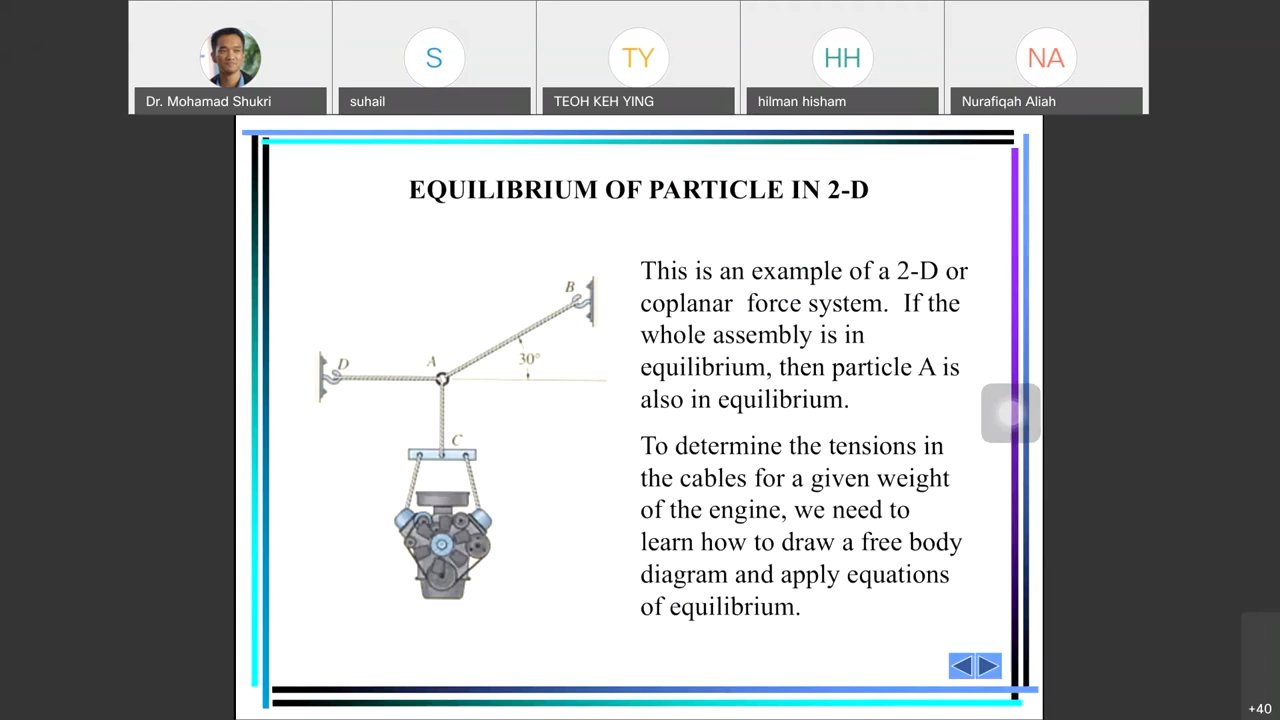 S
TY
HH
NA
Dr. Mohamad Shukri
suhail
TEOH KEH YING
hilman hisham
Nurafiqah Aliah
EQUILIBRIUM OF PARTICLE IN 2-D
B
D
A
30°
C
This is an example of a 2-D or
coplanar force system. If the
whole assembly is in
equilibrium, then particle A is
also in equilibrium.
To determine the tensions in
the cables for a given weight
of the engine, we need to
learn how to draw a free body
diagram and apply equations
of equilibrium.
+40